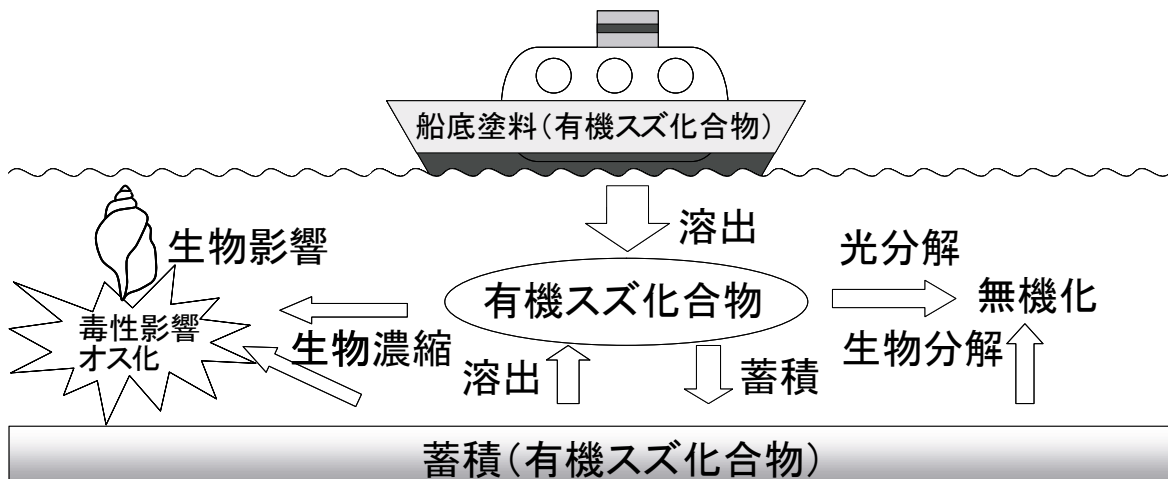 船底塗料(有機スズ化合物)
溶出
生物影響
光分解
有機スズ化合物
無機化
毒性影響
オス化
生物濃縮
生物分解
溶出
蓄積
蓄積(有機スズ化合物)